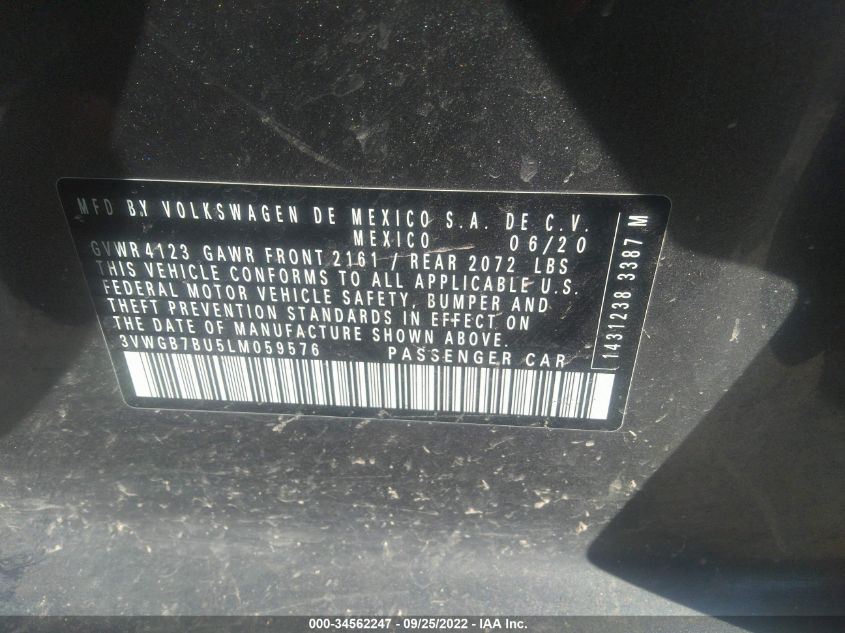 MFD BY VOLKSWAGEN DE MEXICO S.A. DE C.V.
MEXICO 06/20
GVWR4123 GAWR FRONT 2161 / REAR 2072 LBS
THIS VEHICLE CONFORMS TO ALL APPLICABLE U.S.
FEDERAL MOTOR VEHICLE SAFETY, BUMPER AND
THEFT PREVENTION STANDARDS IN EFFECT ON
THE DATE OF MANUFACTURE SHOWN ABOVE.
3VWGB7BU5LM059576 PASSENGER CAR
1431238 3387 M
000-34562247 - 09/25/2022 - IAA Inc.